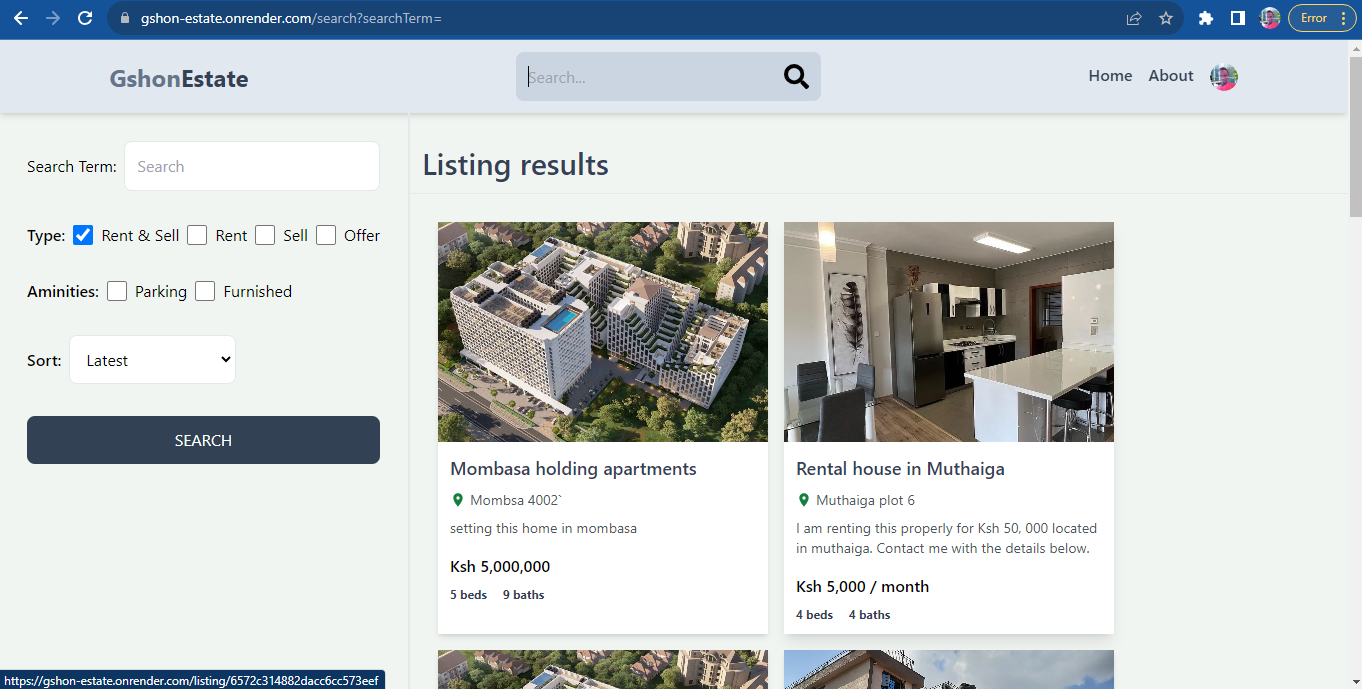 gshon-estate.onrender.com/search?searchTerm=
Error
GshonEstate
Search...
Home
About
Search Term:
Search
Type:
Rent & Sell
Rent
Sell
Offer
Aminities:
Parking
Furnished
Sort:
Latest
SEARCH
Listing results
Mombasa holding apartments
Mombsa 4002`
setting this home in mombasa
Ksh 5,000,000
5 beds 9 baths
Rental house in Muthaiga
Muthaiga plot 6
I am renting this properly for Ksh 50, 000 located
in muthaiga. Contact me with the details below.
Ksh 5,000 / month
4 beds 4 baths
https://gshon-estate.onrender.com/listing/6572c314882dacc6cc573eef